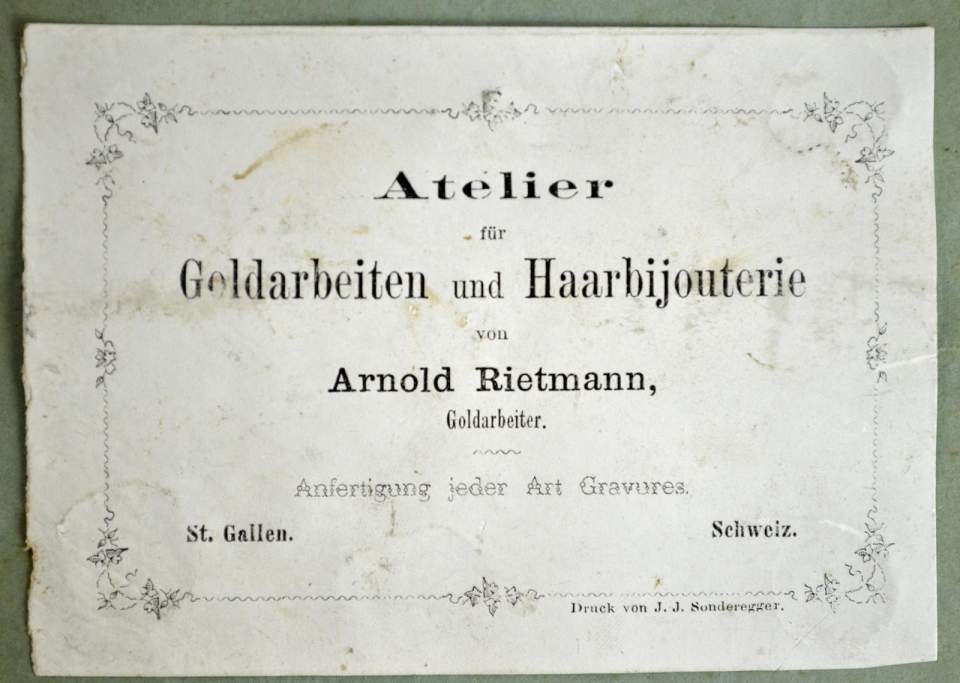 Atelier
für
Goldarbeiten und Haarbijouterie
von
Arnold Rietmann,
Goldarbeiter.
Anfertigung jeder Art Gravures.
St. Gallen. Schweiz.
Druck von J. J. Sonderegger.